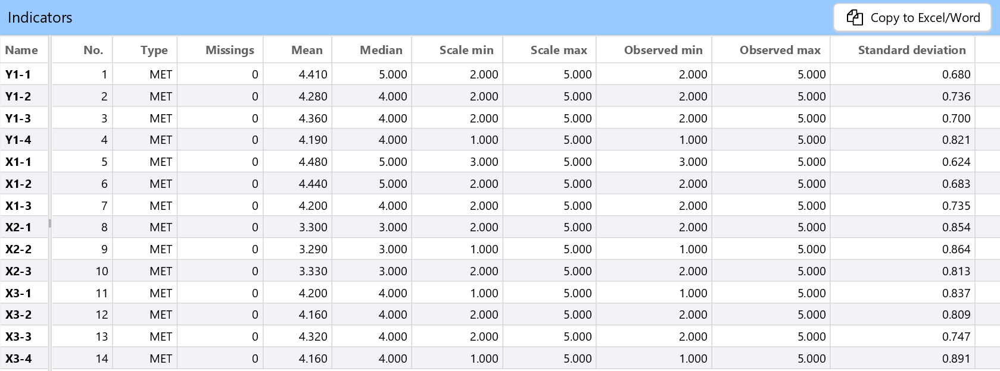 Indicators Copy to Excel/Word
Name No. Type Missings Mean Median Scale min Scale max Observed min Observed max Standard deviation
Y1-1 1 MET 0 4.410 5.000 2.000 5.000 2.000 5.000 0.680
Y1-2 2 MET 0 4.280 4.000 2.000 5.000 2.000 5.000 0.736
Y1-3 3 MET 0 4.360 4.000 2.000 5.000 2.000 5.000 0.700
Y1-4 4 MET 0 4.190 4.000 1.000 5.000 1.000 5.000 0.821
X1-1 5 MET 0 4.480 5.000 3.000 5.000 3.000 5.000 0.624
X1-2 6 MET 0 4.440 5.000 2.000 5.000 2.000 5.000 0.683
X1-3 7 MET 0 4.200 4.000 2.000 5.000 2.000 5.000 0.735
X2-1 8 MET 0 3.300 3.000 2.000 5.000 2.000 5.000 0.854
X2-2 9 MET 0 3.290 3.000 1.000 5.000 1.000 5.000 0.864
X2-3 10 MET 0 3.330 3.000 2.000 5.000 2.000 5.000 0.813
X3-1 11 MET 0 4.200 4.000 1.000 5.000 1.000 5.000 0.837
X3-2 12 MET 0 4.160 4.000 2.000 5.000 2.000 5.000 0.809
X3-3 13 MET 0 4.320 4.000 2.000 5.000 2.000 5.000 0.747
X3-4 14 MET 0 4.160 4.000 1.000 5.000 1.000 5.000 0.891